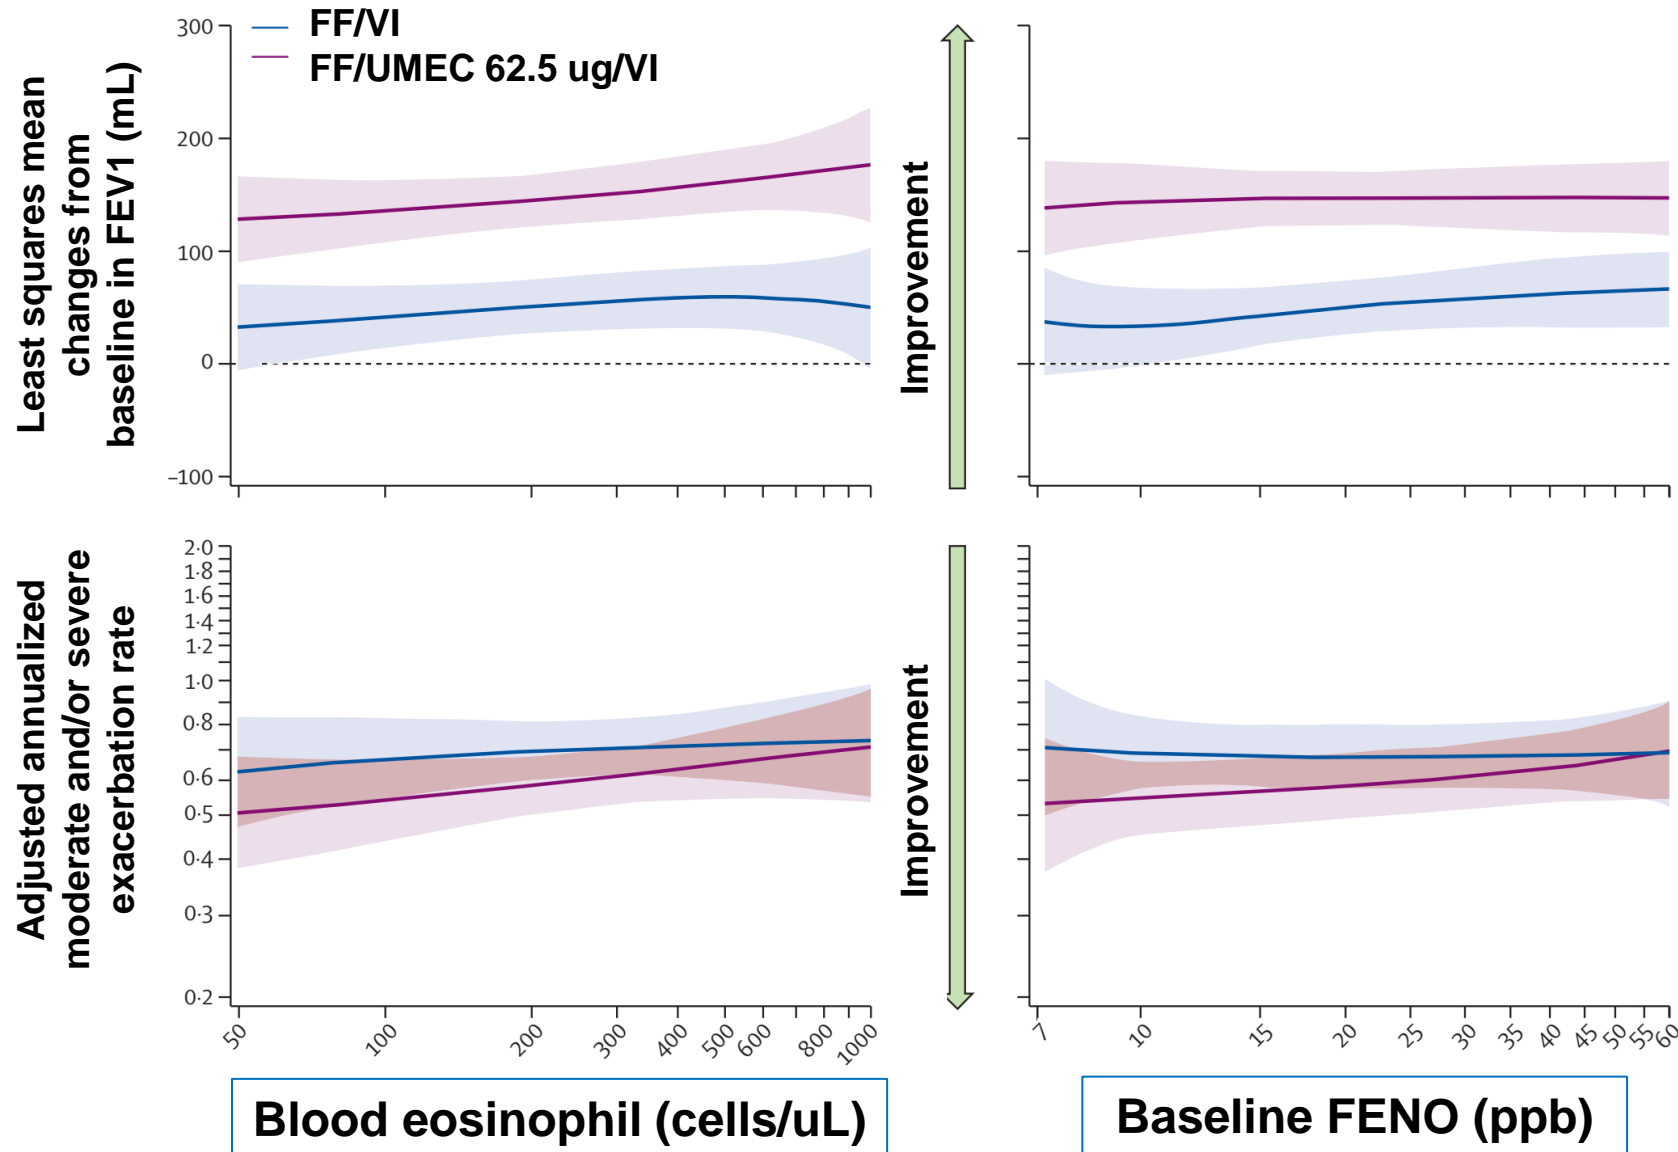 FF/VI
FF/UMEC 62.5 ug/VI
Least squares mean
changes from
baseline in FEV1 (mL)
300
200
100
0
–100
Improvement
Adjusted annualized
moderate and/or severe
exacerbation rate
2·0
1·8
1·6
1·4
1·2
1·0
0·8
0·6
0·5
0·4
0·3
0·2
Improvement
50 100 200 300 400 500 600 800 1000
7 10 15 20 25 30 35 40 45 50 55 60
Blood eosinophil (cells/uL)
Baseline FENO (ppb)